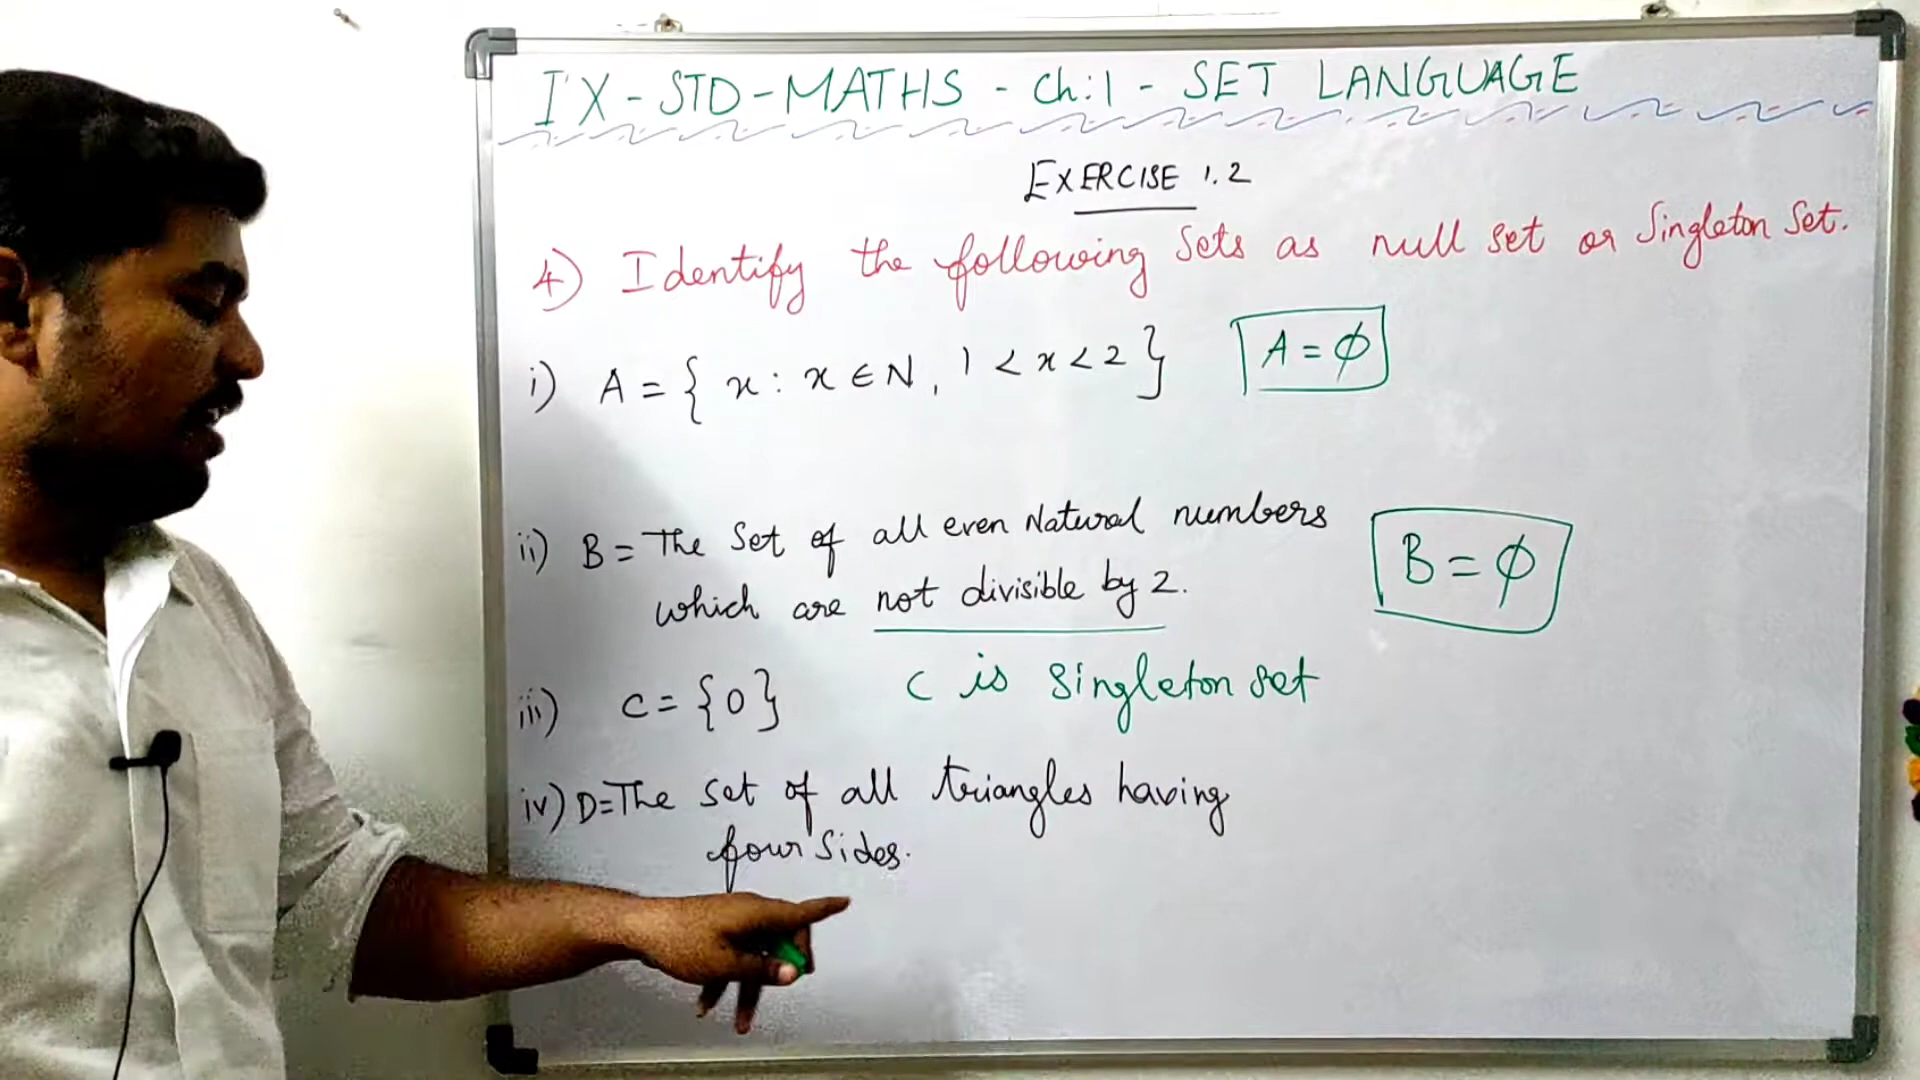 IX - STD - MATHS - Ch:1 - SET LANGUAGE
EXERCISE 1.2
4) Identify the following Sets as null set or Singleton Set.
i) A = { x : x ∈ N , 1 < x < 2 } A = ϕ
ii) B = The Set of all even Natural numbers
which are not divisible by 2. B = ϕ
iii) C = {0} C is Singleton set
iv) D = The set of all triangles having
four Sides.